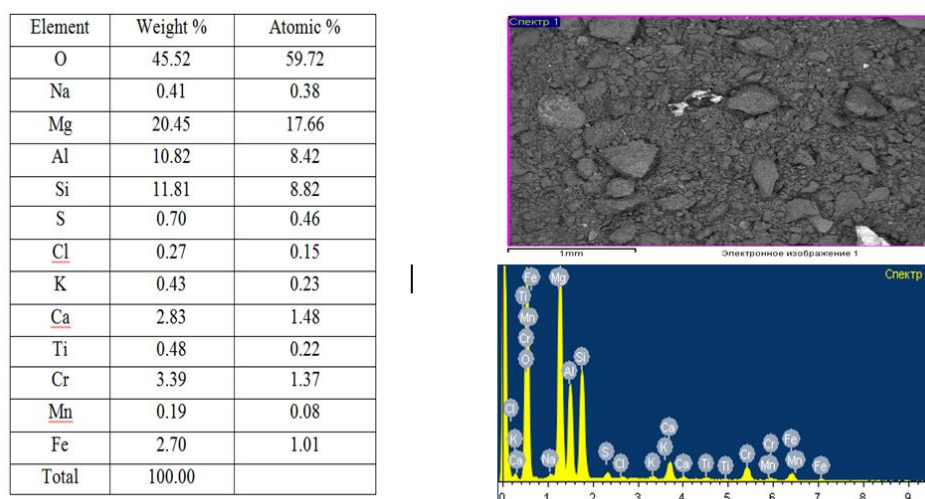 Element Weight % Atomic %
O 45.52 59.72
Na 0.41 0.38
Mg 20.45 17.66
Al 10.82 8.42
Si 11.81 8.82
S 0.70 0.46
Cl 0.27 0.15
K 0.43 0.23
Ca 2.83 1.48
Ti 0.48 0.22
Cr 3.39 1.37
Mn 0.19 0.08
Fe 2.70 1.01
Total 100.00
Спектр 1
1mm Электронное изображение 1
Спектр
Fe Mg
Ti
Mn
Cr Si
O Al
Cl Ca Fe
K S K Cr Cr Mn
Ca Na Cl K Ca Ti Ti Mn Fe
0 1 2 3 4 5 6 7 8 9